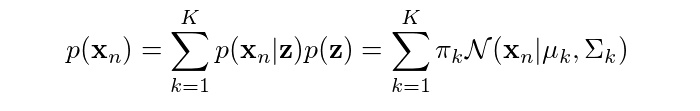 $p(\mathbf{x}_n) = \sum_{k=1}^{K} p(\mathbf{x}_n|\mathbf{z})p(\mathbf{z}) = \sum_{k=1}^{K} \pi_k \mathcal{N}(\mathbf{x}_n|\mu_k, \Sigma_k)$